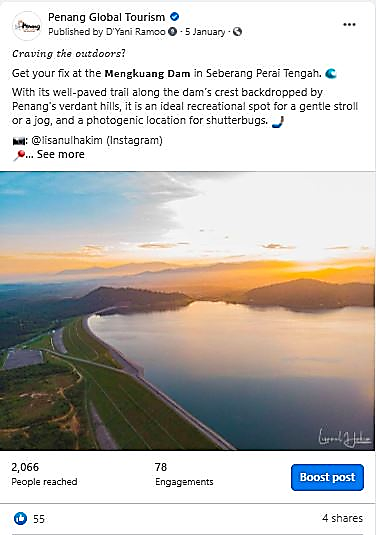 Penang Global Tourism
Published by D'Yani Ramoo · 5 January ·
Craving the outdoors?
Get your fix at the Mengkuang Dam in Seberang Perai Tengah. 🌊
With its well-paved trail along the dam's crest backdropped by
Penang's verdant hills, it is an ideal recreational spot for a gentle stroll
or a jog, and a photogenic location for shutterbugs. 🤳
📷: @lisanulhakim (Instagram)
📍... See more
2,066
People reached
78
Engagements
Boost post
55
4 shares